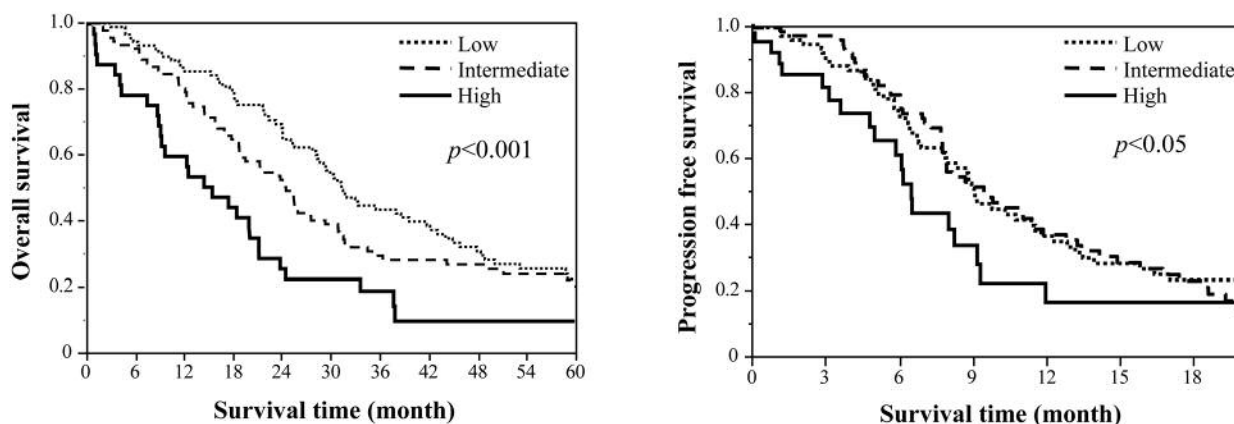 Overall survival
1.0
0.8
0.6
0.4
0.2
0
Low
Intermediate
High
p<0.001
0 6 12 18 24 30 36 42 48 54 60
Survival time (month)
Progression free survival
1.0
0.8
0.6
0.4
0.2
0
Low
Intermediate
High
p<0.05
0 3 6 9 12 15 18
Survival time (month)